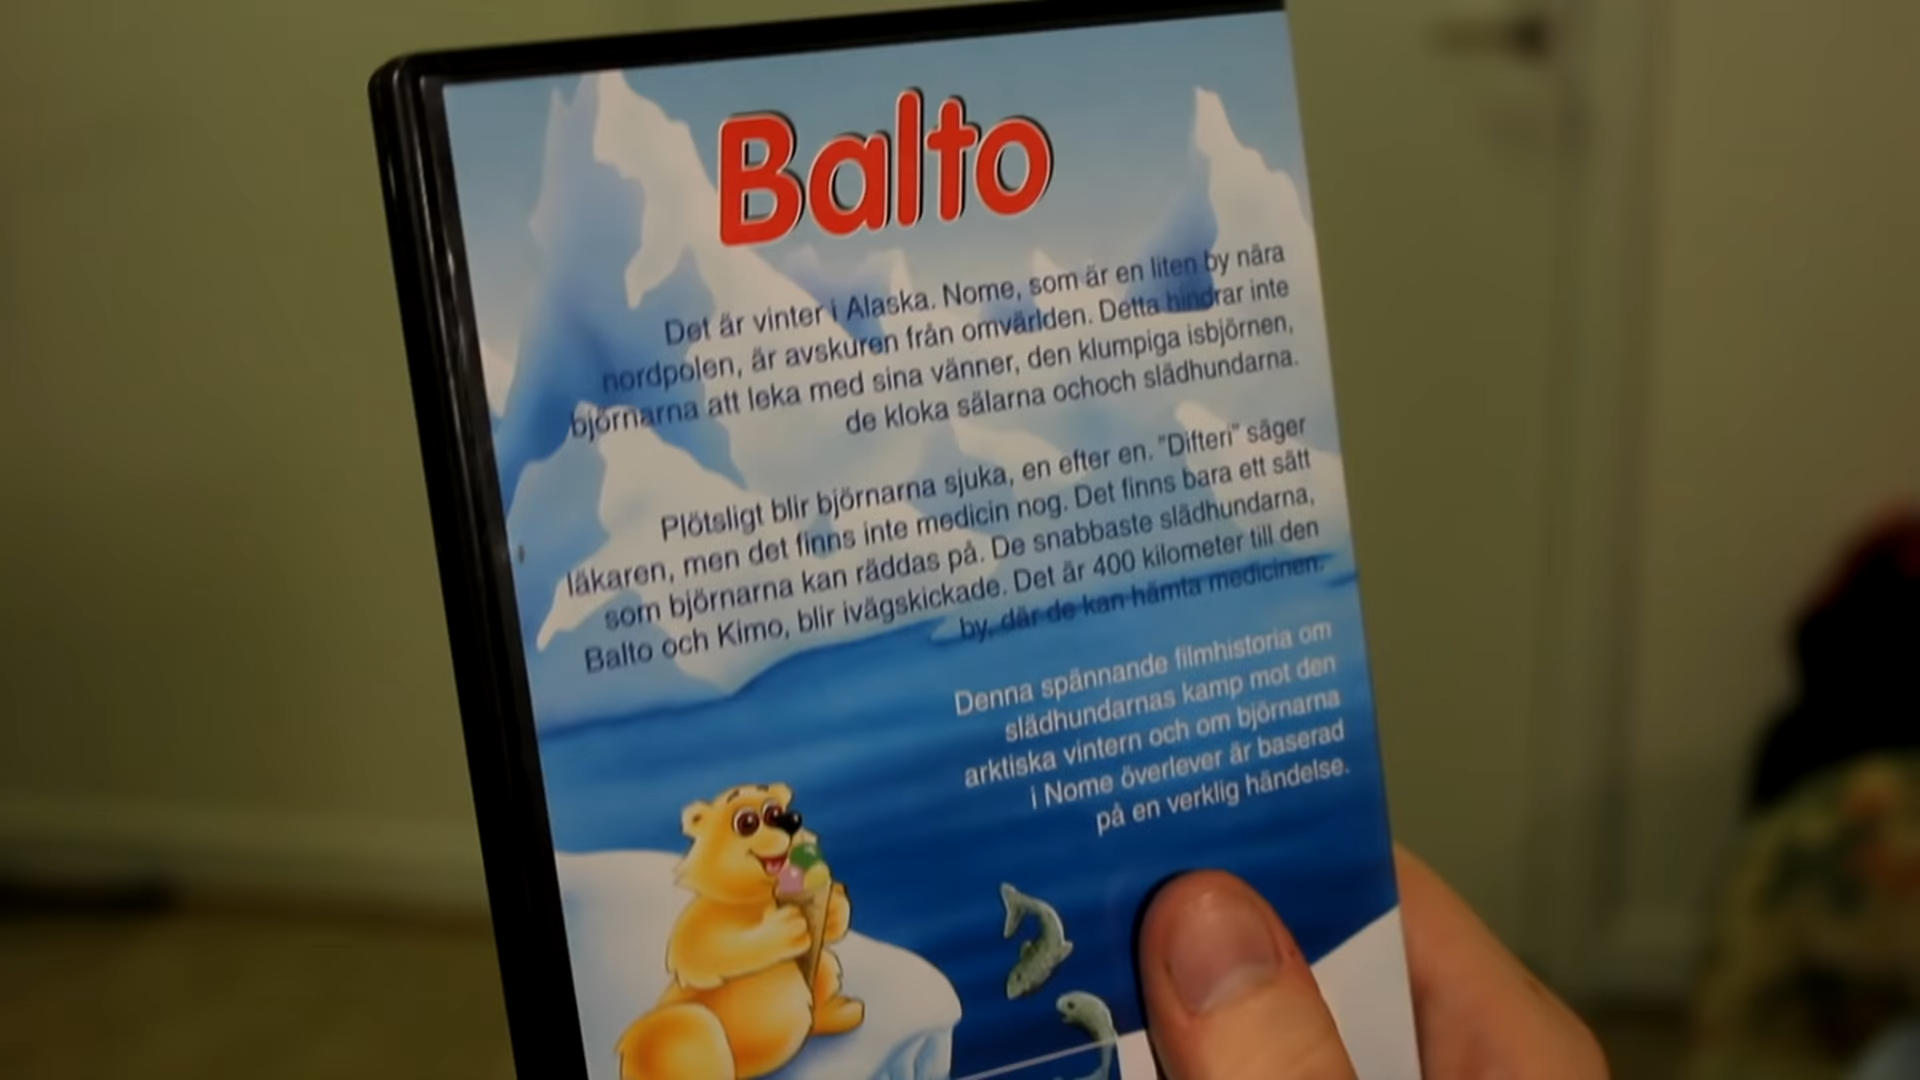 Balto
Det är vinter i Alaska. Nome, som är en liten by nära
nordpolen, är avskuren från omvärlden. Detta hindrar inte
björnarna att leka med sina vänner, den klumpiga isbjörnen,
de kloka sälarna ochoch slädhundarna.
Plötsligt blir björnarna sjuka, en efter en. "Difteri" säger
läkaren, men det finns inte medicin nog. Det finns bara ett sätt
som björnarna kan räddas på. De snabbaste slädhundarna,
Balto och Kimo, blir ivägskickade. Det är 400 kilometer till den
by, där de kan hämta medicinen.
Denna spännande filmhistoria om
slädhundarnas kamp mot den
arktiska vintern och om björnarna
i Nome överlever är baserad
på en verklig händelse.